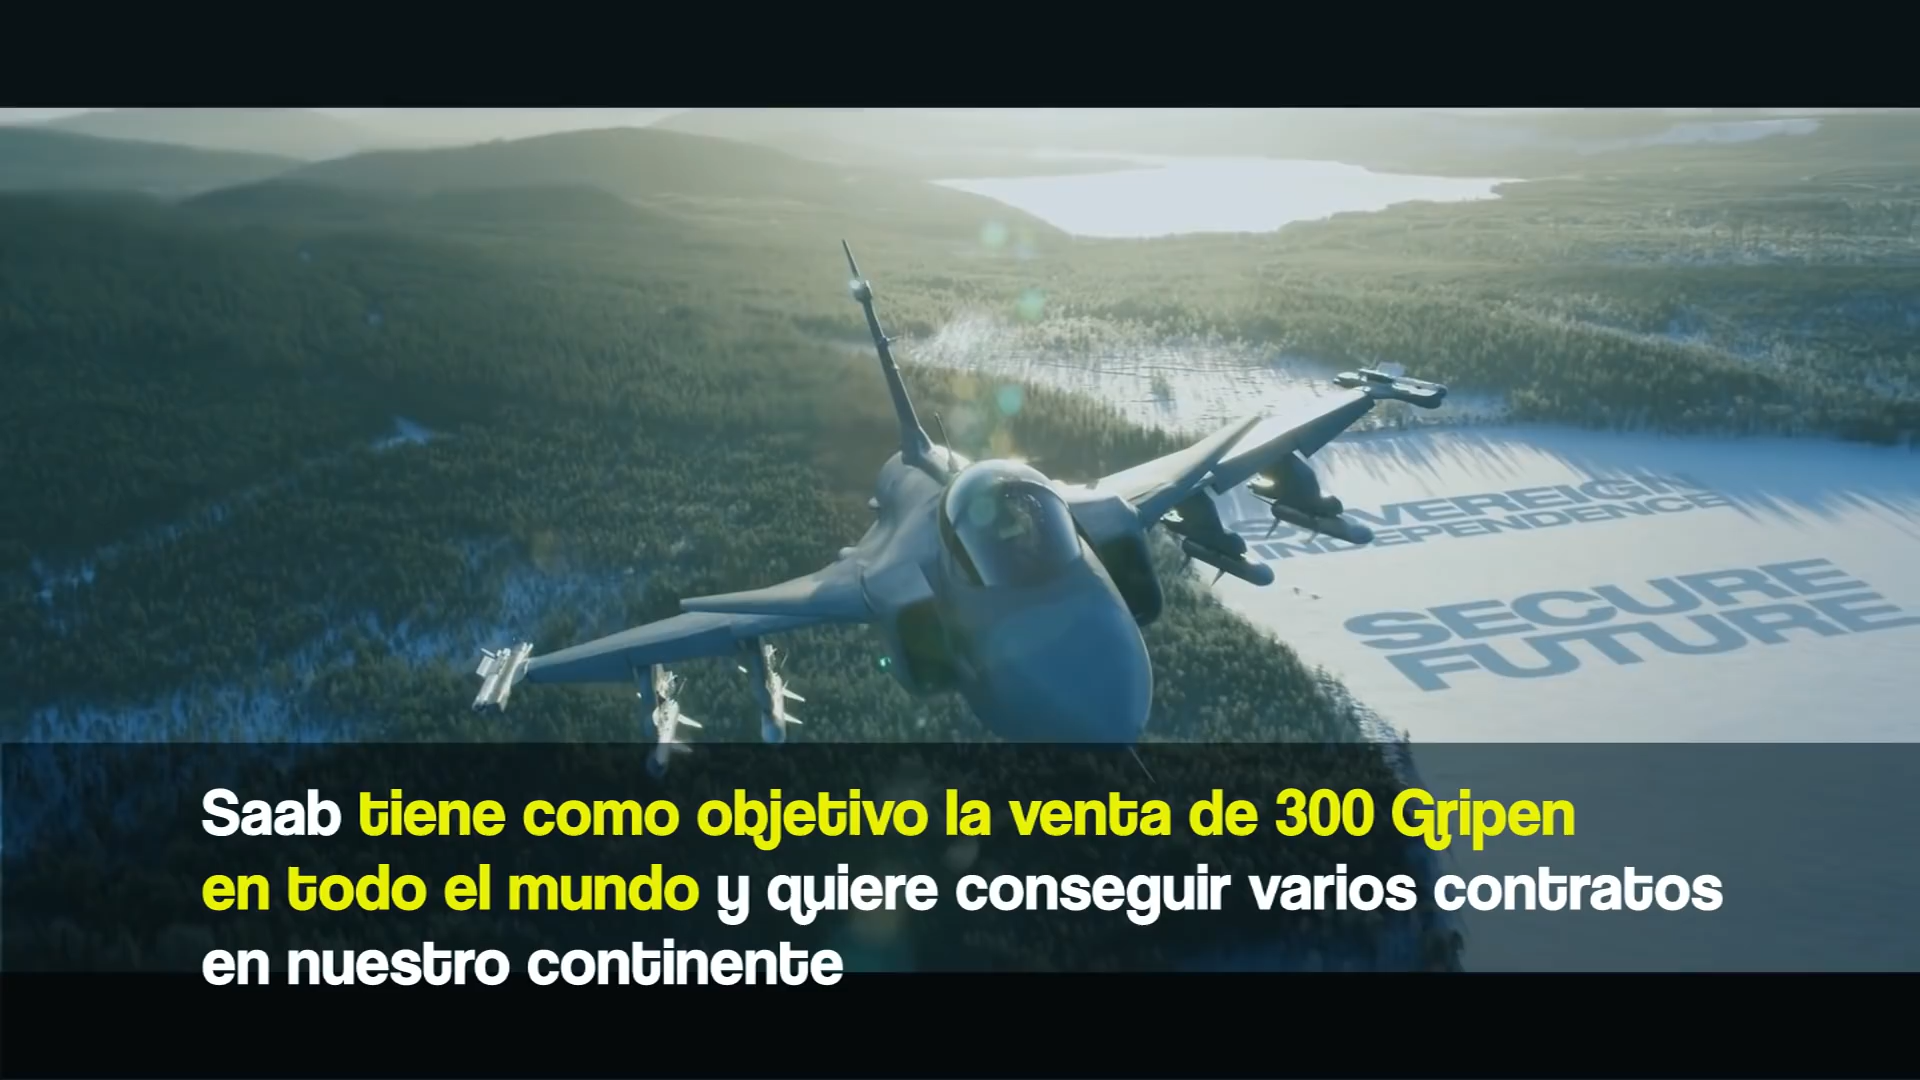 SOVEREIGN
INDEPENDENCE
SECURE
FUTURE
Saab tiene como objetivo la venta de 300 Gripen
en todo el mundo y quiere conseguir varios contratos
en nuestro continente